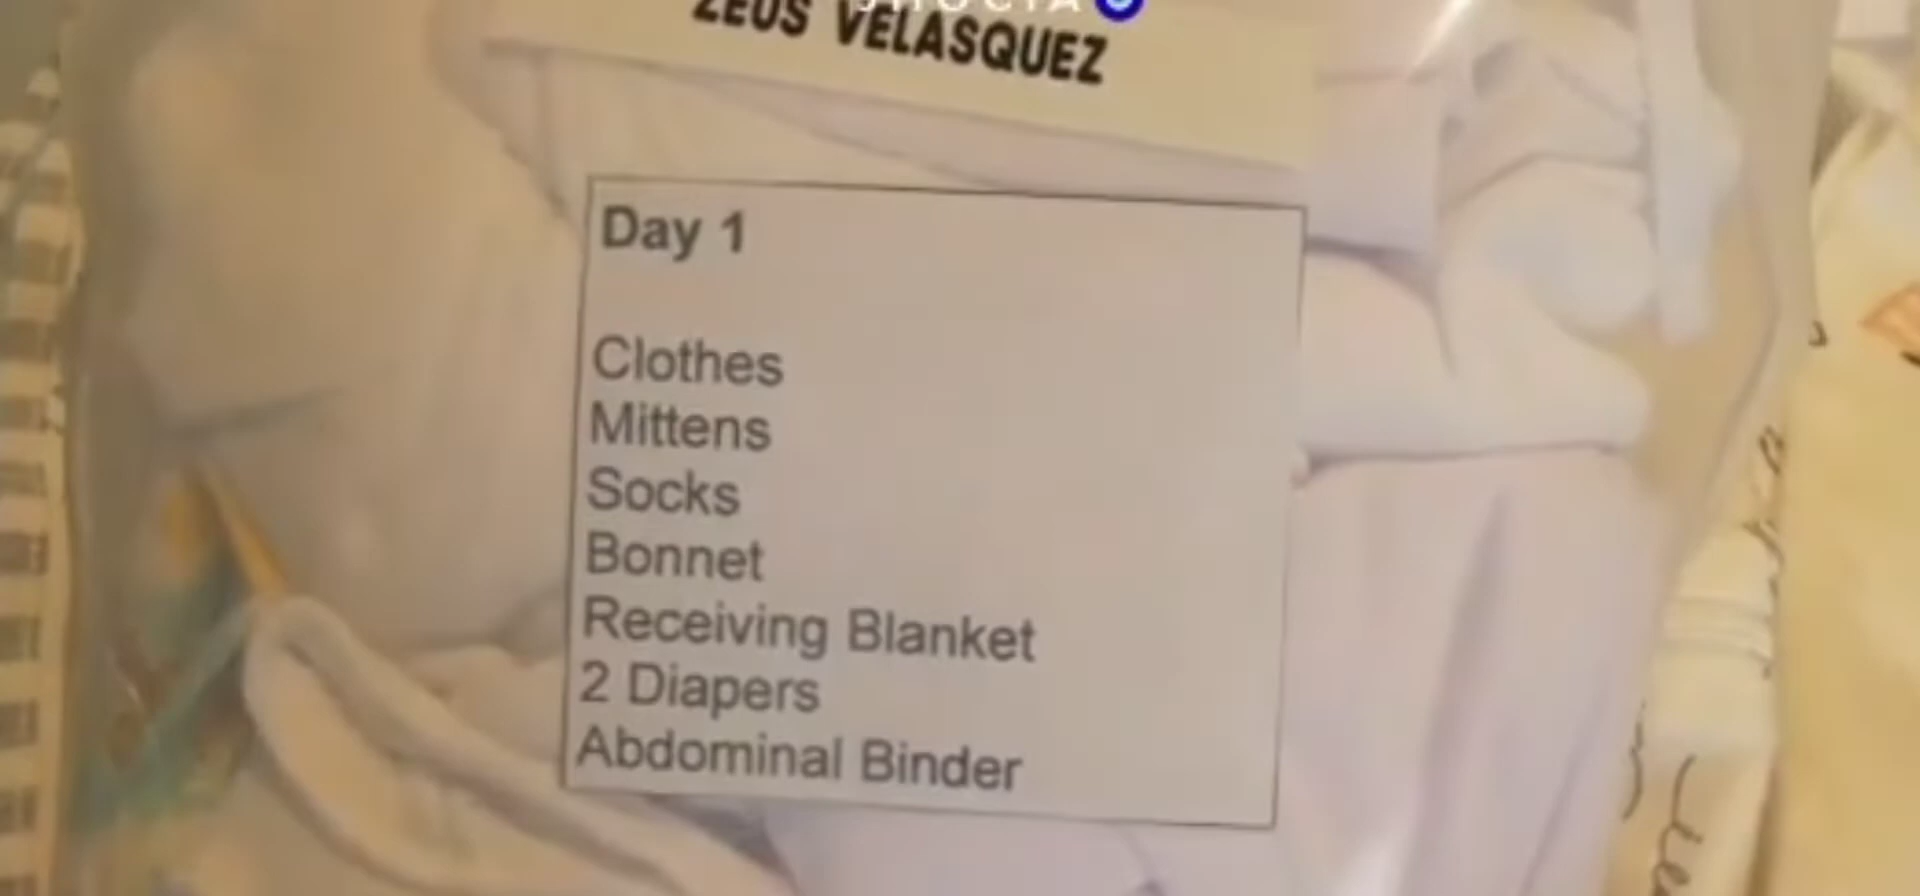 ZEUS VELASQUEZ
Day 1
Clothes
Mittens
Socks
Bonnet
Receiving Blanket
2 Diapers
Abdominal Binder